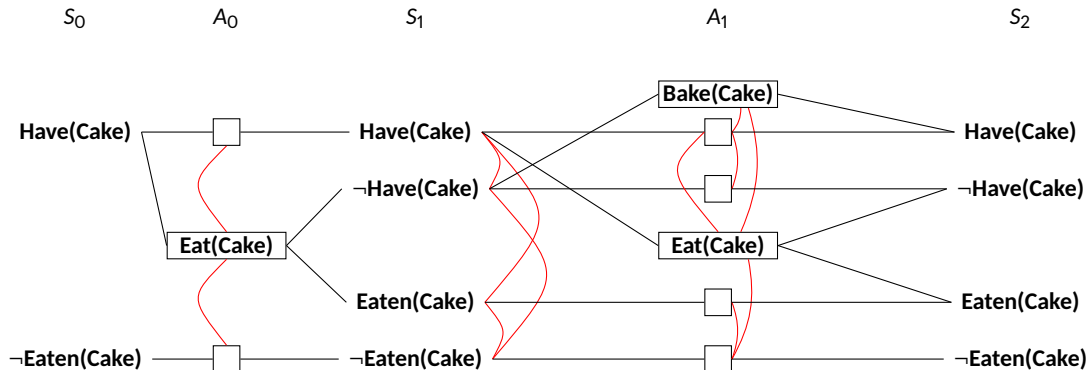 S0 A0 S1 A1 S2
Bake(Cake)
Have(Cake) Have(Cake) Have(Cake)
¬Have(Cake) ¬Have(Cake)
Eat(Cake) Eat(Cake)
Eaten(Cake) Eaten(Cake)
¬Eaten(Cake) ¬Eaten(Cake) ¬Eaten(Cake)